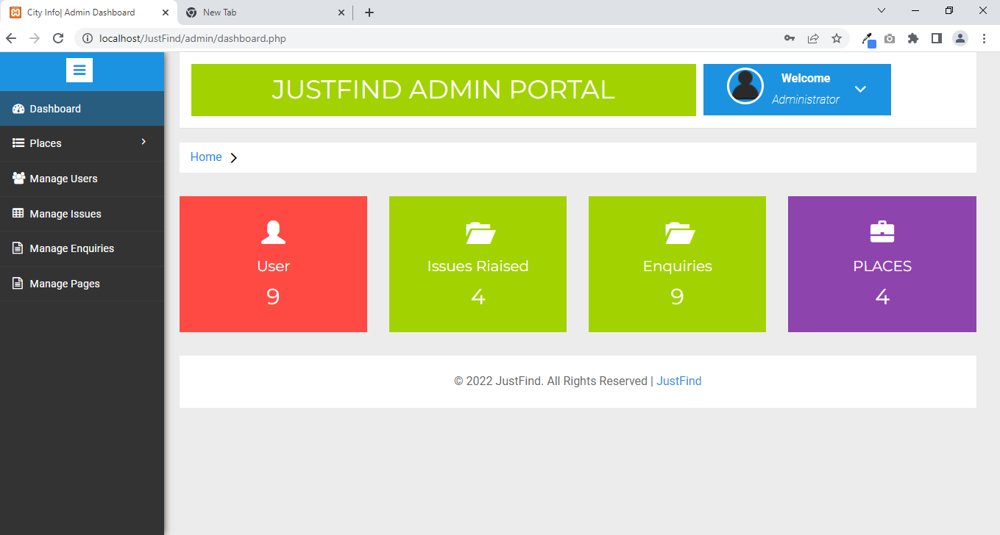 City Info| Admin Dashboard
New Tab
localhost/JustFind/admin/dashboard.php
JUSTFIND ADMIN PORTAL
Welcome
Administrator
Dashboard
Places
Manage Users
Manage Issues
Manage Enquiries
Manage Pages
Home
User
9
Issues Riaised
4
Enquiries
9
PLACES
4
© 2022 JustFind. All Rights Reserved | JustFind